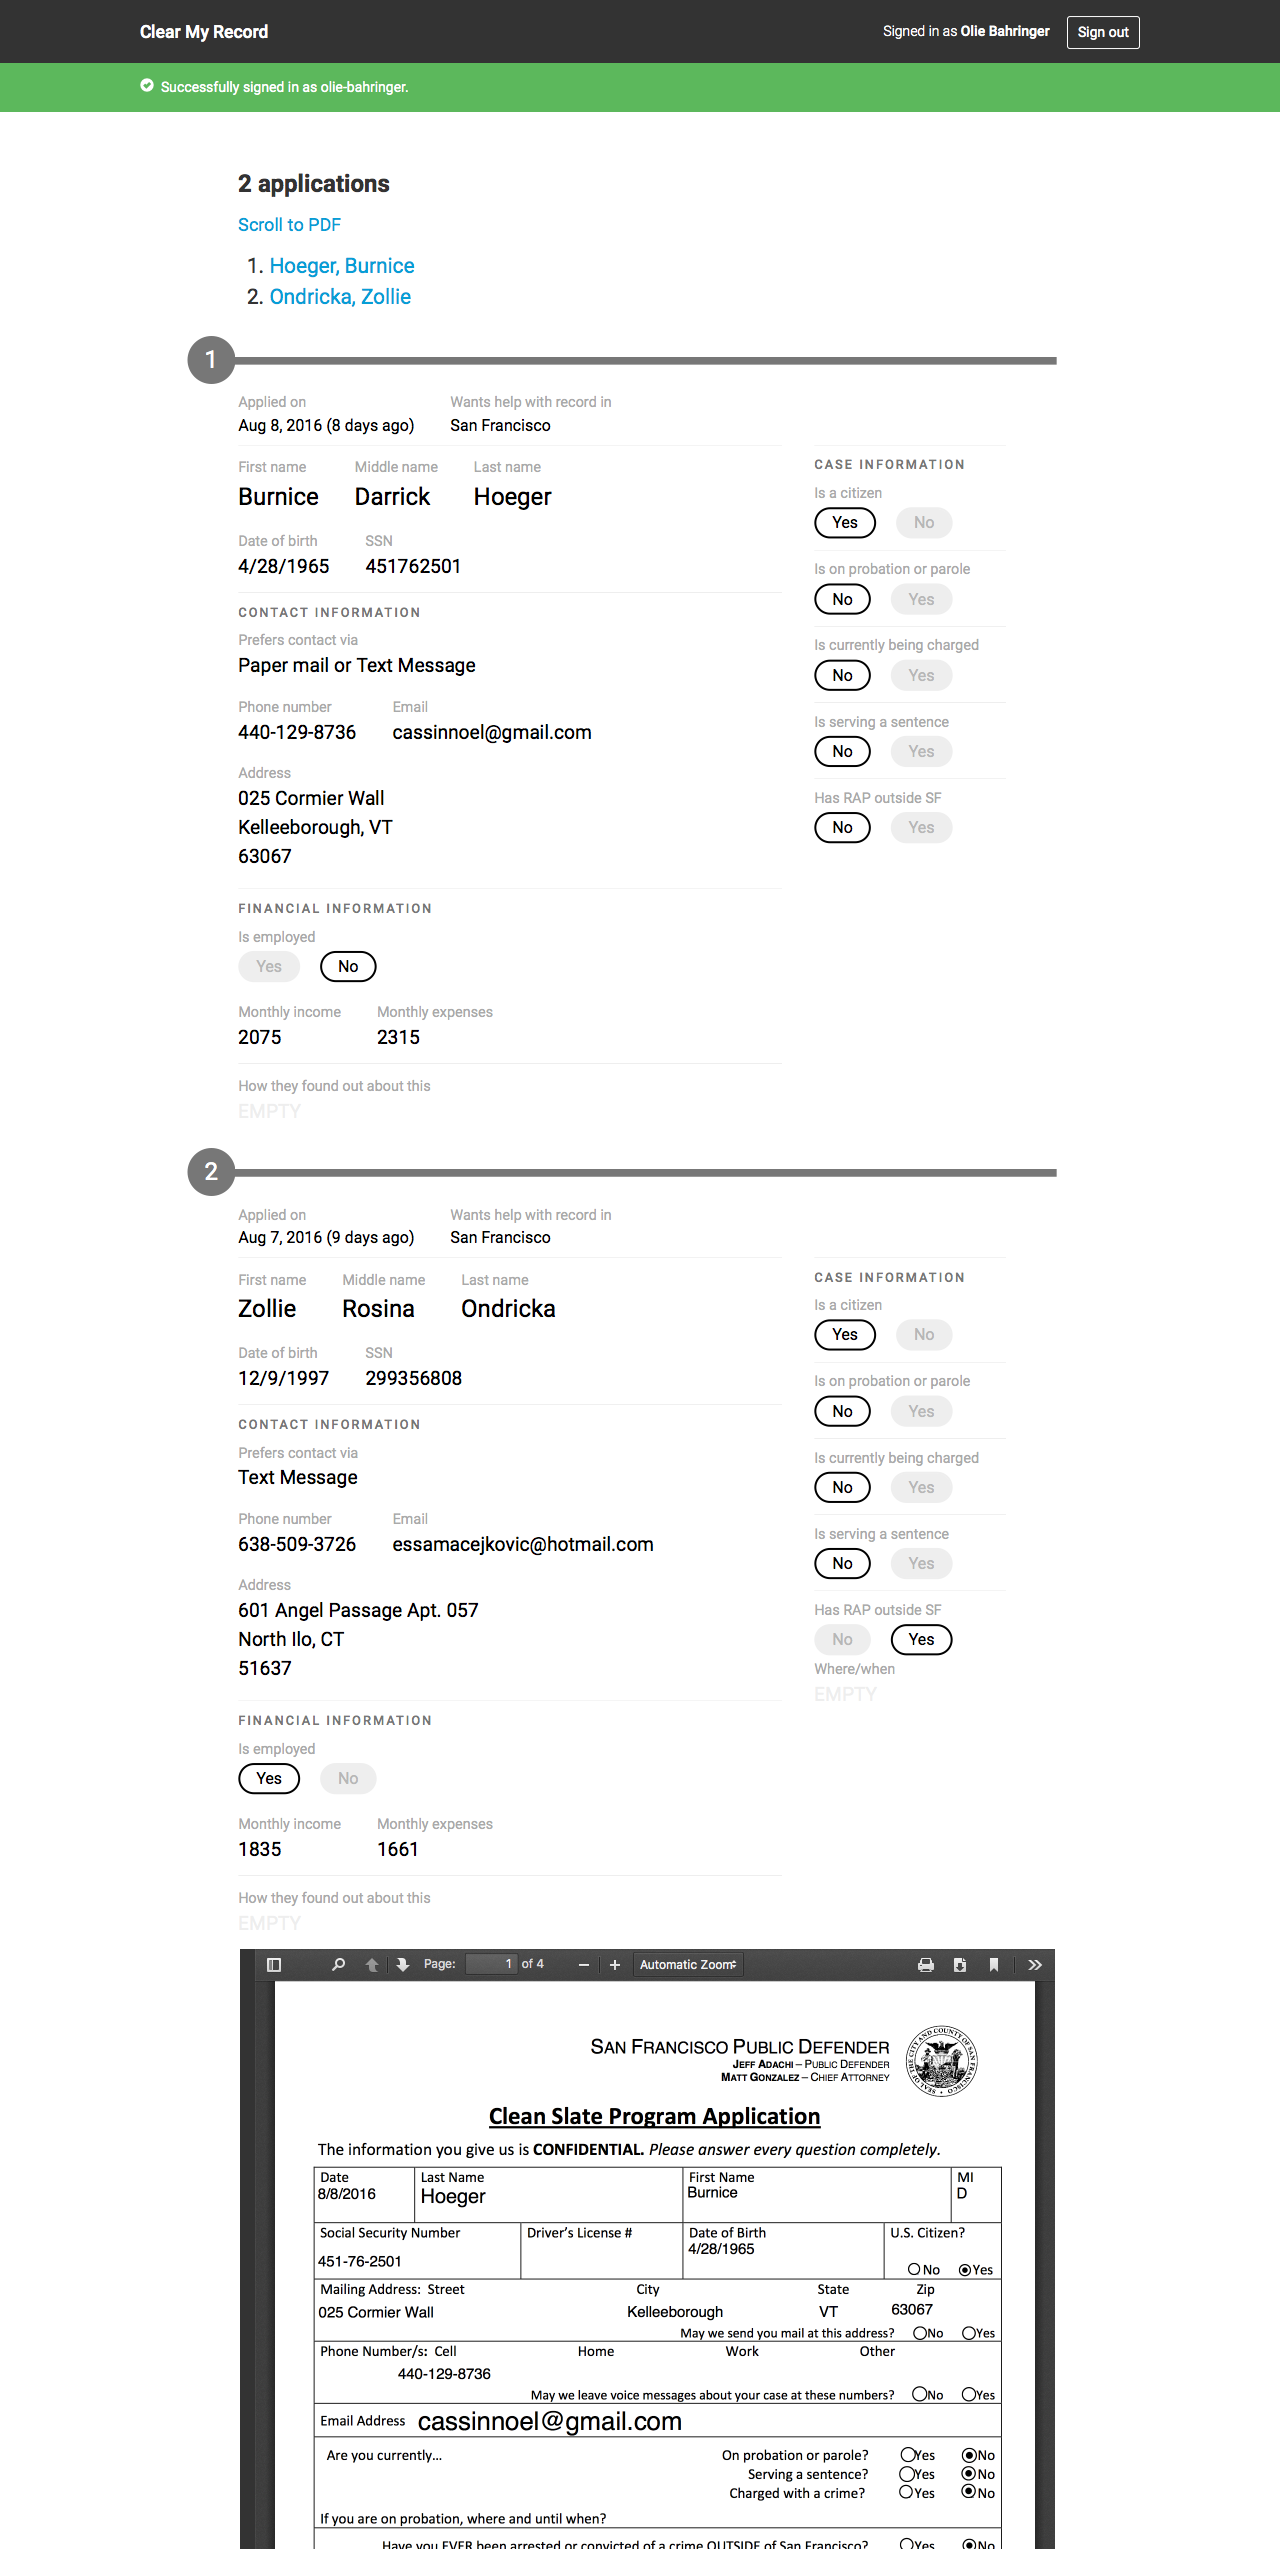 Clear My Record
Signed in as Olie Bahringer
Sign out
Successfully signed in as olie-bahringer.
2 applications
Scroll to PDF
1. Hoeger, Burnice
2. Ondricka, Zollie
1
Applied on Wants help with record in
Aug 8, 2016 (8 days ago) San Francisco
First name Middle name Last name
Burnice Darrick Hoeger
Date of birth SSN
4/28/1965 451762501
CONTACT INFORMATION
Prefers contact via
Paper mail or Text Message
Phone number Email
440-129-8736 cassinnoel@gmail.com
Address
025 Cormier Wall
Kelleeborough, VT
63067
FINANCIAL INFORMATION
Is employed
Yes No
Monthly income Monthly expenses
2075 2315
How they found out about this
EMPTY
CASE INFORMATION
Is a citizen
Yes No
Is on probation or parole
No Yes
Is currently being charged
No Yes
Is serving a sentence
No Yes
Has RAP outside SF
No Yes
2
Applied on Wants help with record in
Aug 7, 2016 (9 days ago) San Francisco
First name Middle name Last name
Zollie Rosina Ondricka
Date of birth SSN
12/9/1997 299356808
CONTACT INFORMATION
Prefers contact via
Text Message
Phone number Email
638-509-3726 essamacejkovic@hotmail.com
Address
601 Angel Passage Apt. 057
North Ilo, CT
51637
FINANCIAL INFORMATION
Is employed
Yes No
Monthly income Monthly expenses
1835 1661
How they found out about this
EMPTY
CASE INFORMATION
Is a citizen
Yes No
Is on probation or parole
No Yes
Is currently being charged
No Yes
Is serving a sentence
No Yes
Has RAP outside SF
No Yes
Where/when
EMPTY
Page: 1 of 4 Automatic Zoom
SAN FRANCISCO PUBLIC DEFENDER
JEFF ADACHI – PUBLIC DEFENDER
MATT GONZALEZ – CHIEF ATTORNEY
SEAL OF THE CITY AND COUNTY OF SAN FRANCISCO
Clean Slate Program Application
The information you give us is CONFIDENTIAL. Please answer every question completely.
Date Last Name First Name MI
8/8/2016 Hoeger Burnice D
Social Security Number Driver's License # Date of Birth U.S. Citizen?
451-76-2501 4/28/1965 No Yes
Mailing Address: Street City State Zip
025 Cormier Wall Kelleeborough VT 63067
May we send you mail at this address? No Yes
Phone Number/s: Cell Home Work Other
440-129-8736
May we leave voice messages about your case at these numbers? No Yes
Email Address cassinnoel@gmail.com
Are you currently... On probation or parole? Yes No
Serving a sentence? Yes No
Charged with a crime? Yes No
If you are on probation, where and until when?
Have you EVER been arrested or convicted of a crime OUTSIDE of San Francisco? Yes No